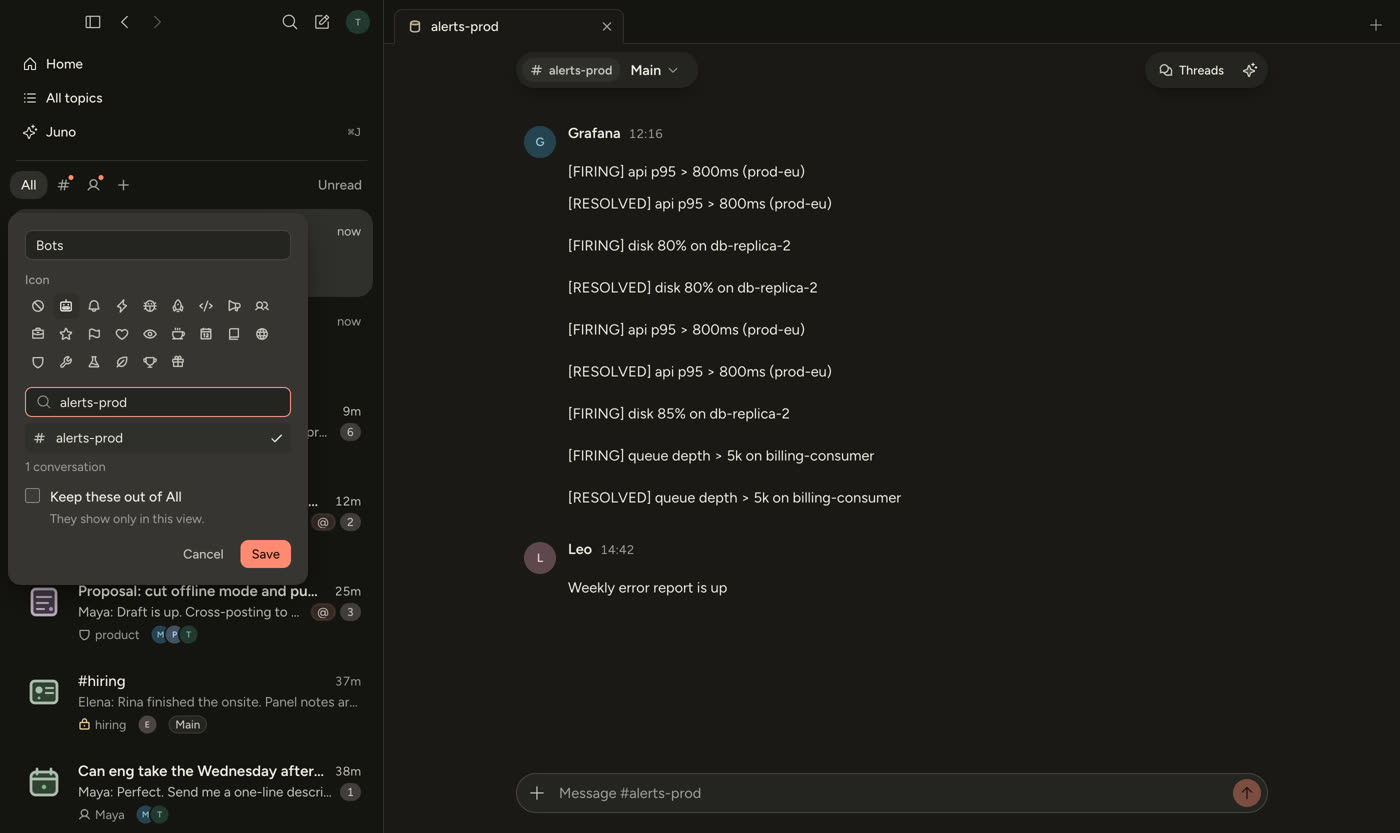 T
alerts-prod
Home
All topics
Juno
⌘J
All
Unread
# alerts-prod Main
Threads
now
Bots
Icon
now
alerts-prod
# alerts-prod
1 conversation
Keep these out of All
They show only in this view.
Cancel
Save
9m
pr... 6
... 12m
@ 2
Proposal: cut offline mode and pu... 25m
Maya: Draft is up. Cross-posting to ... @ 3
product M P T
#hiring 37m
Elena: Rina finished the onsite. Panel notes ar...
hiring E Main
Can eng take the Wednesday after... 38m
Maya: Perfect. Send me a one-line descri... 1
Maya M T
G
Grafana 12:16
[FIRING] api p95 > 800ms (prod-eu)
[RESOLVED] api p95 > 800ms (prod-eu)
[FIRING] disk 80% on db-replica-2
[RESOLVED] disk 80% on db-replica-2
[FIRING] api p95 > 800ms (prod-eu)
[RESOLVED] api p95 > 800ms (prod-eu)
[FIRING] disk 85% on db-replica-2
[FIRING] queue depth > 5k on billing-consumer
[RESOLVED] queue depth > 5k on billing-consumer
L
Leo 14:42
Weekly error report is up
Message #alerts-prod